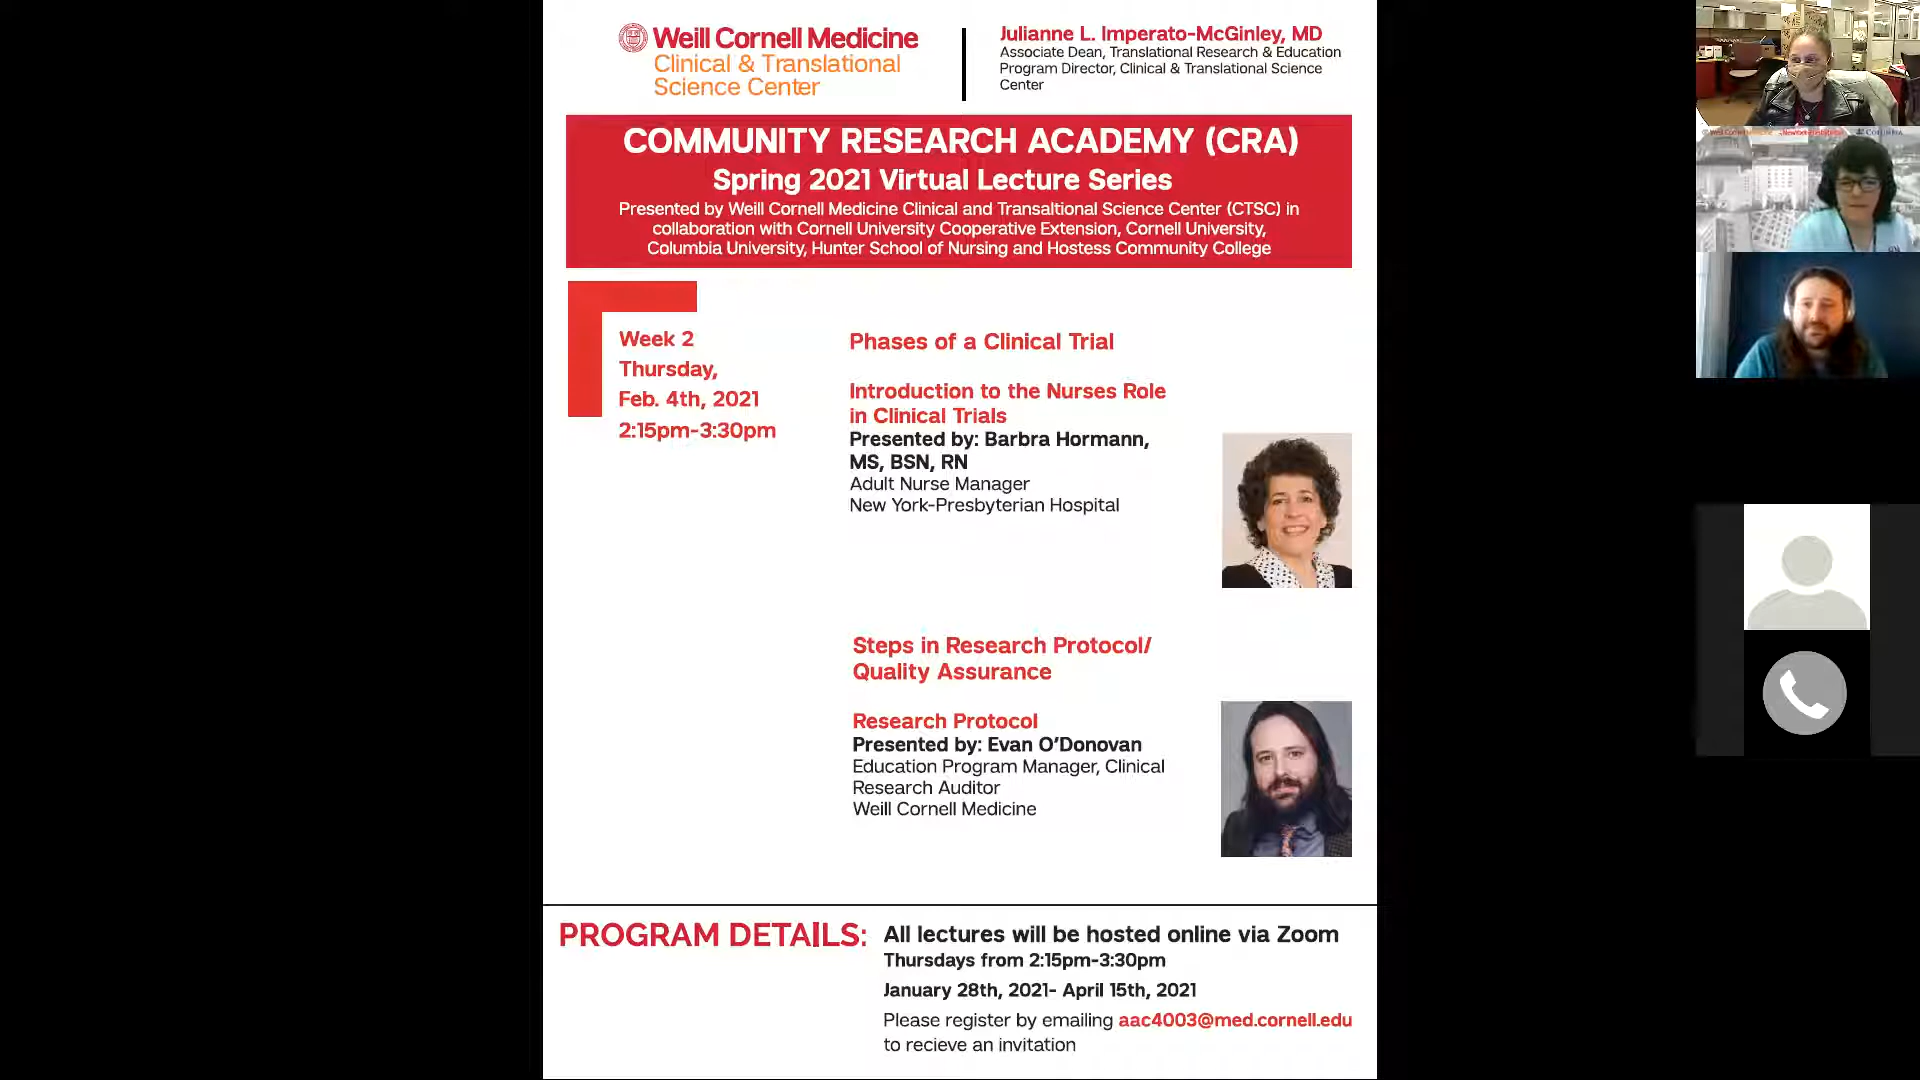 Weill Cornell Medicine
Clinical & Translational
Science Center
Julianne L. Imperato-McGinley, MD
Associate Dean, Translational Research & Education
Program Director, Clinical & Translational Science
Center
COMMUNITY RESEARCH ACADEMY (CRA)
Spring 2021 Virtual Lecture Series
Presented by Weill Cornell Medicine Clinical and Transaltional Science Center (CTSC) in
collaboration with Cornell University Cooperative Extension, Cornell University,
Columbia University, Hunter School of Nursing and Hostess Community College
Week 2
Thursday,
Feb. 4th, 2021
2:15pm-3:30pm
Phases of a Clinical Trial
Introduction to the Nurses Role
in Clinical Trials
Presented by: Barbra Hormann,
MS, BSN, RN
Adult Nurse Manager
New York-Presbyterian Hospital
Steps in Research Protocol/
Quality Assurance
Research Protocol
Presented by: Evan O'Donovan
Education Program Manager, Clinical
Research Auditor
Weill Cornell Medicine
PROGRAM DETAILS:
All lectures will be hosted online via Zoom
Thursdays from 2:15pm-3:30pm
January 28th, 2021- April 15th, 2021
Please register by emailing aac4003@med.cornell.edu
to recieve an invitation